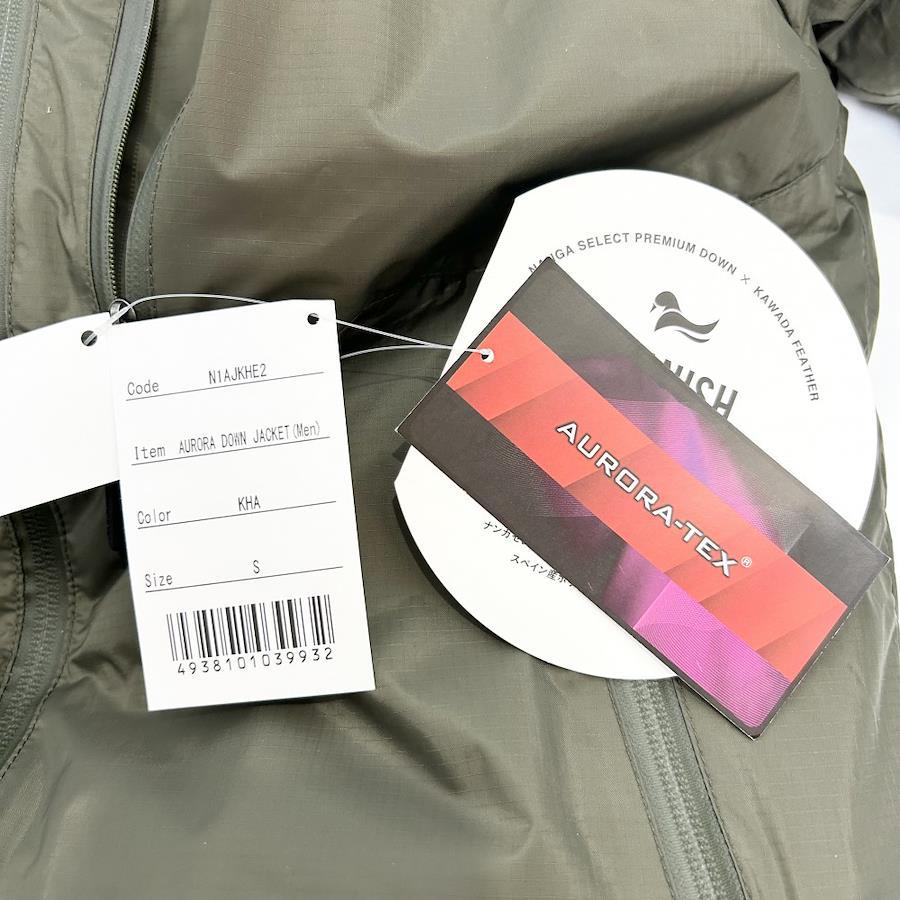 Code N1AJKHE2
Item AURORA DOWN JACKET(Men)
Color KHA
Size S
4938101039932
SELECT PREMIUM DOWN × KAWADA FEATHER
AURORA-TEX®